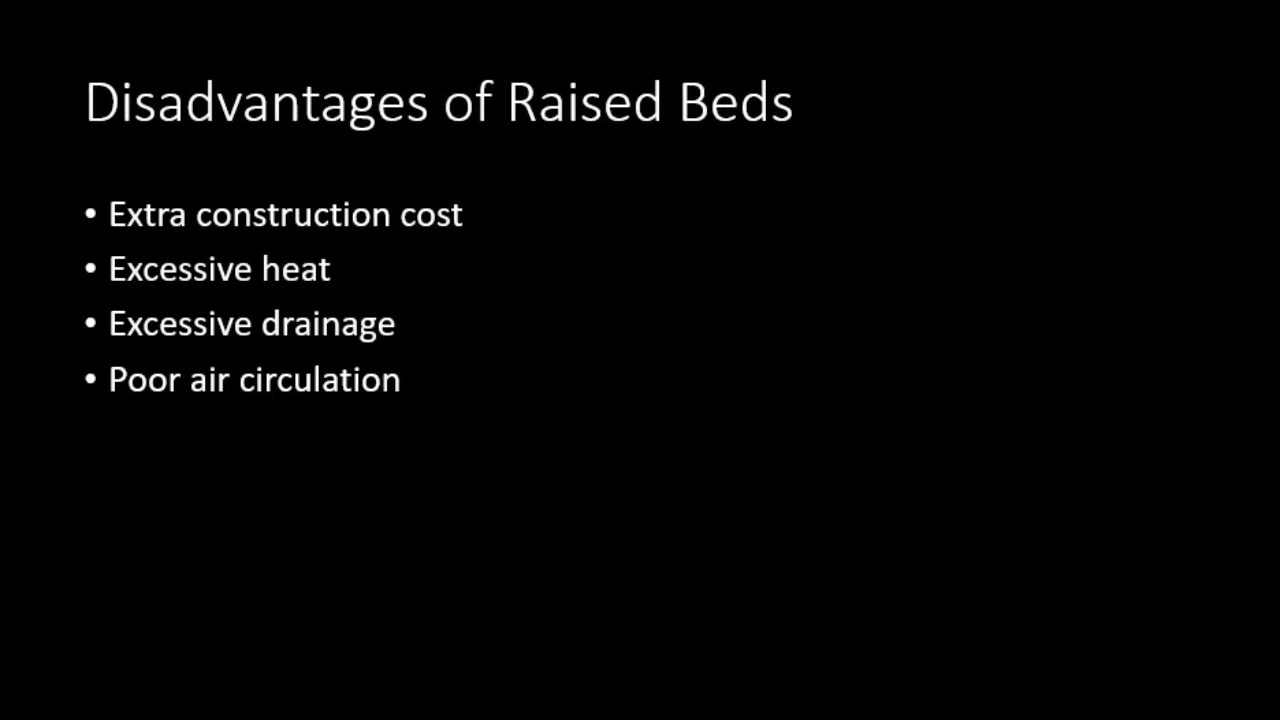 Disadvantages of Raised Beds
• Extra construction cost
• Excessive heat
• Excessive drainage
• Poor air circulation